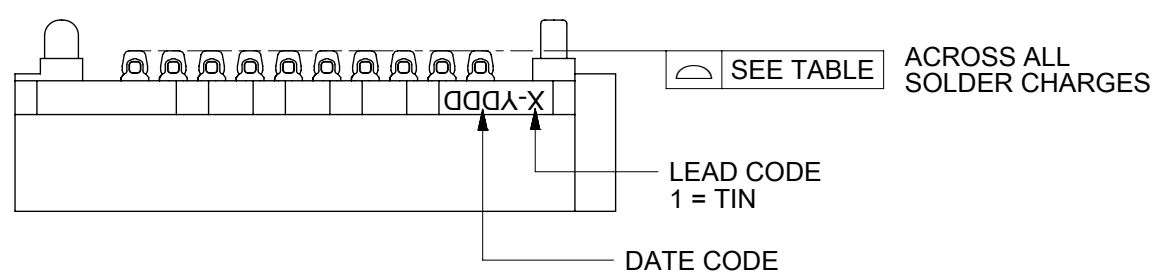 SEE TABLE
ACROSS ALL
SOLDER CHARGES
X-YDDD
LEAD CODE
1 = TIN
DATE CODE